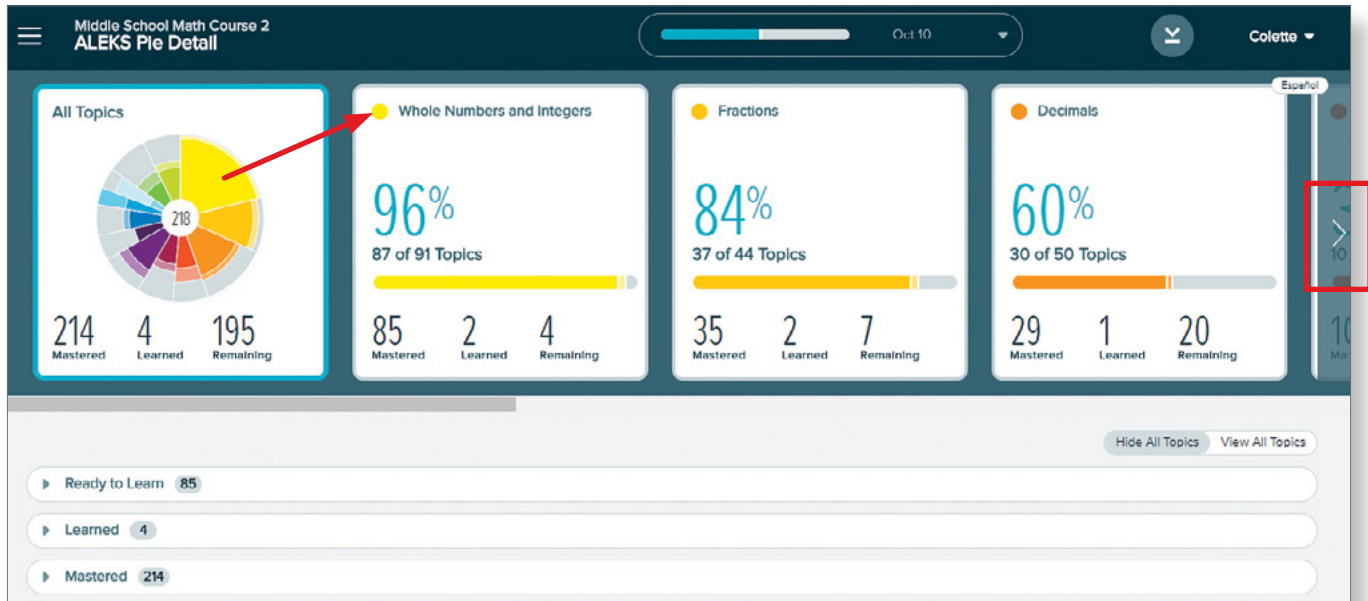 Middle School Math Course 2
ALEKS Pie Detail
Oct 10
Colette
Español
All Topics
218
214 4 195
Mastered Learned Remaining
Whole Numbers and Integers
96%
87 of 91 Topics
85 2 4
Mastered Learned Remaining
Fractions
84%
37 of 44 Topics
35 2 7
Mastered Learned Remaining
Decimals
60%
30 of 50 Topics
29 1 20
Mastered Learned Remaining
10
Hide All Topics View All Topics
Ready to Learn 85
Learned 4
Mastered 214